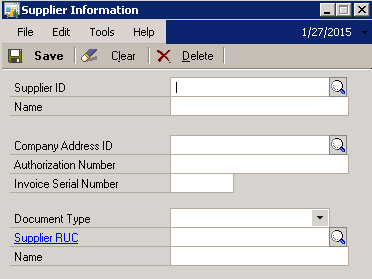 Supplier Information
File Edit Tools Help 1/27/2015
Save Clear Delete
Supplier ID
Name
Company Address ID
Authorization Number
Invoice Serial Number
Document Type
Supplier RUC
Name